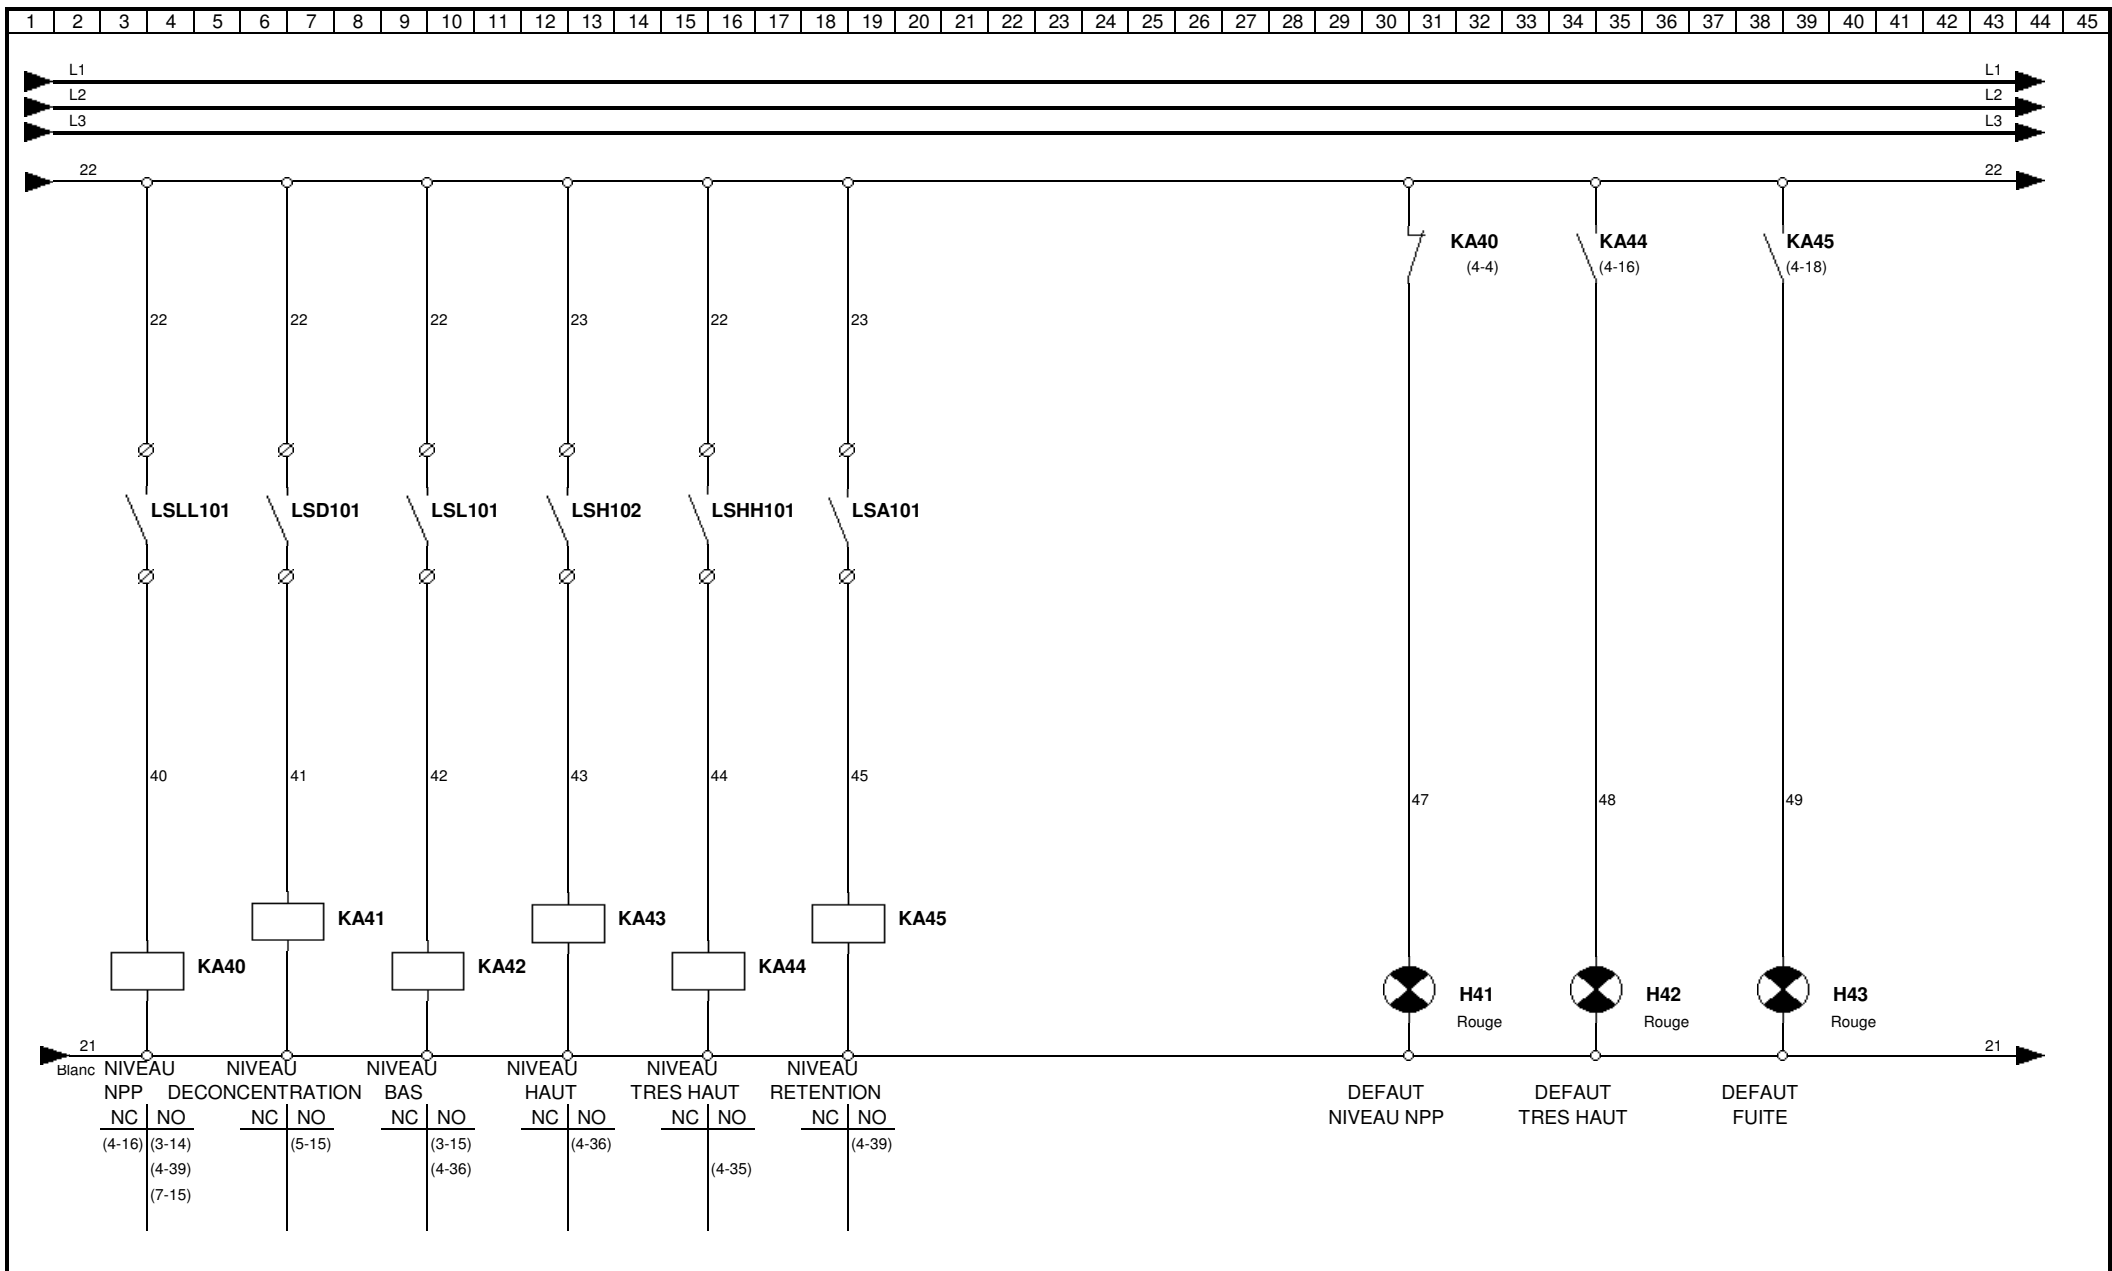 1 2 3 4 5 6 7 8 9 10 11 12 13 14 15 16 17 18 19 20 21 22 23 24 25 26 27 28 29 30 31 32 33 34 35 36 37 38 39 40 41 42 43 44 45
L1 L1
L2 L2
L3 L3
22 22
KA40 KA44 KA45
(4-4) (4-16) (4-18)
22 22 22 23 22 23
LSLL101 LSD101 LSL101 LSH102 LSHH101 LSA101
40 41 42 43 44 45
47 48 49
KA41 KA43 KA45
KA40 KA42 KA44
H41 H42 H43
Rouge Rouge Rouge
21 21
Blanc NIVEAU NIVEAU NIVEAU NIVEAU NIVEAU NIVEAU
NPP DECONCENTRATION BAS HAUT TRES HAUT RETENTION DEFAUT DEFAUT DEFAUT
NC NO NC NO NC NO NC NO NC NO NC NO NIVEAU NPP TRES HAUT FUITE
(4-16) (3-14) (5-15) (3-15) (4-36) (4-39)
(4-39) (4-36) (4-35)
(7-15)